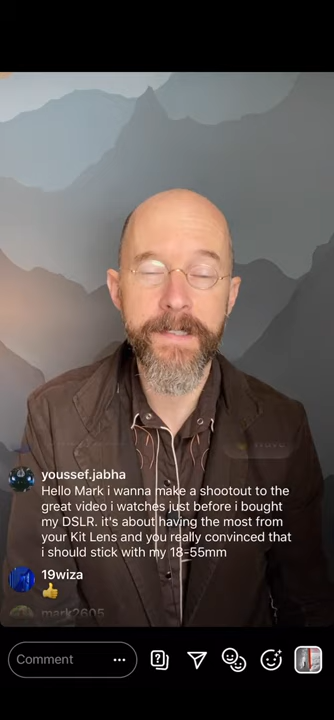 youssef.jabha
Hello Mark i wanna make a shootout to the
great video i watches just before i bought
my DSLR. it's about having the most from
your Kit Lens and you really convinced that
i should stick with my 18-55mm
19wiza
👍
mark2605
Comment